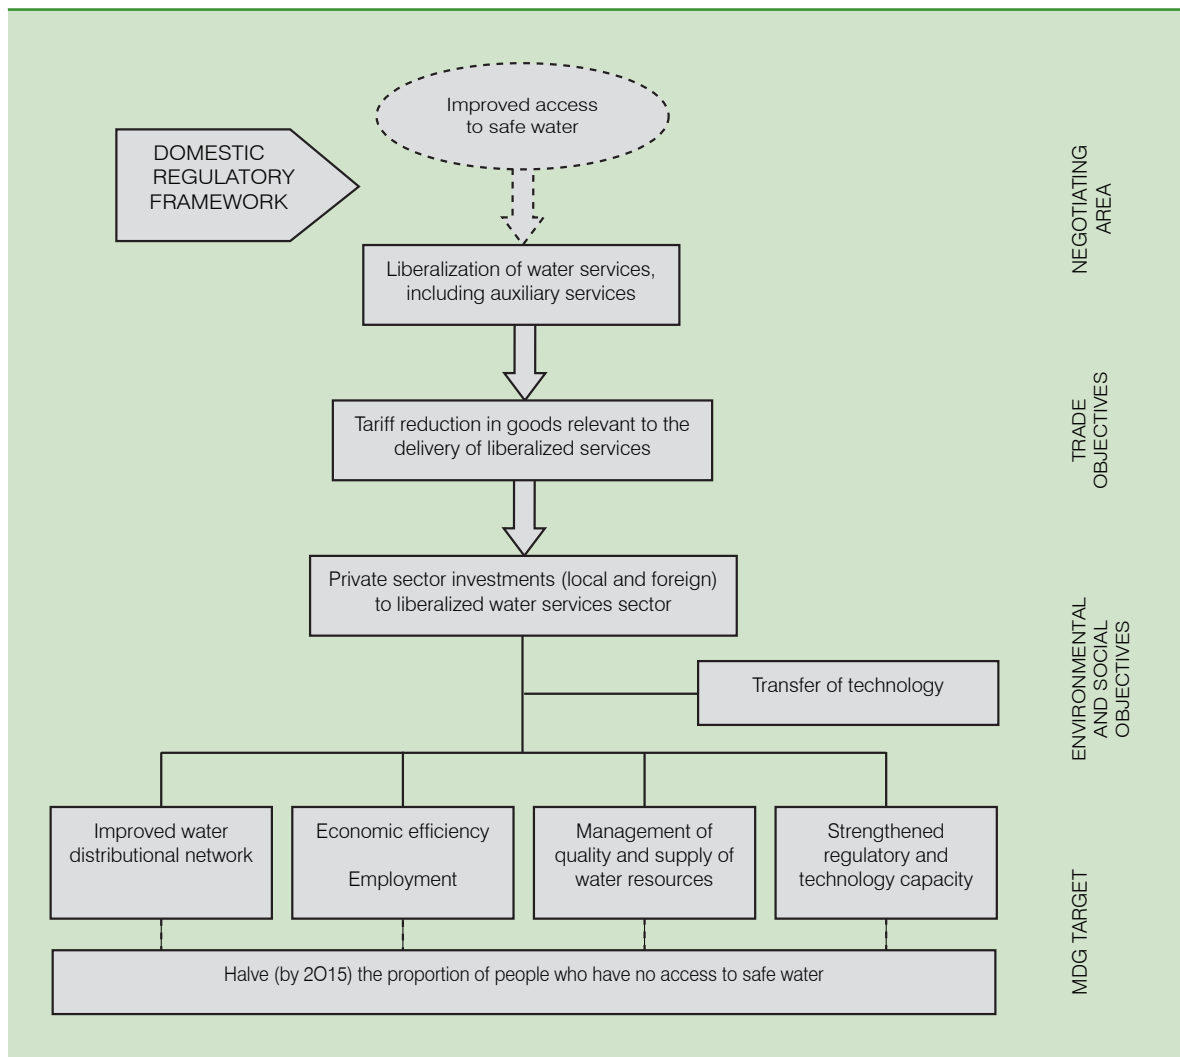 Improved access
to safe water
DOMESTIC
REGULATORY
FRAMEWORK
NEGOTIATING
AREA
Liberalization of water services,
including auxiliary services
Tariff reduction in goods relevant to the
delivery of liberalized services
TRADE
OBJECTIVES
Private sector investments (local and foreign)
to liberalized water services sector
ENVIRONMENTAL
AND SOCIAL
OBJECTIVES
Transfer of technology
Improved water
distributional network
Economic efficiency
Employment
Management of
quality and supply of
water resources
Strengthened
regulatory and
technology capacity
MDG TARGET
Halve (by 2015) the proportion of people who have no access to safe water